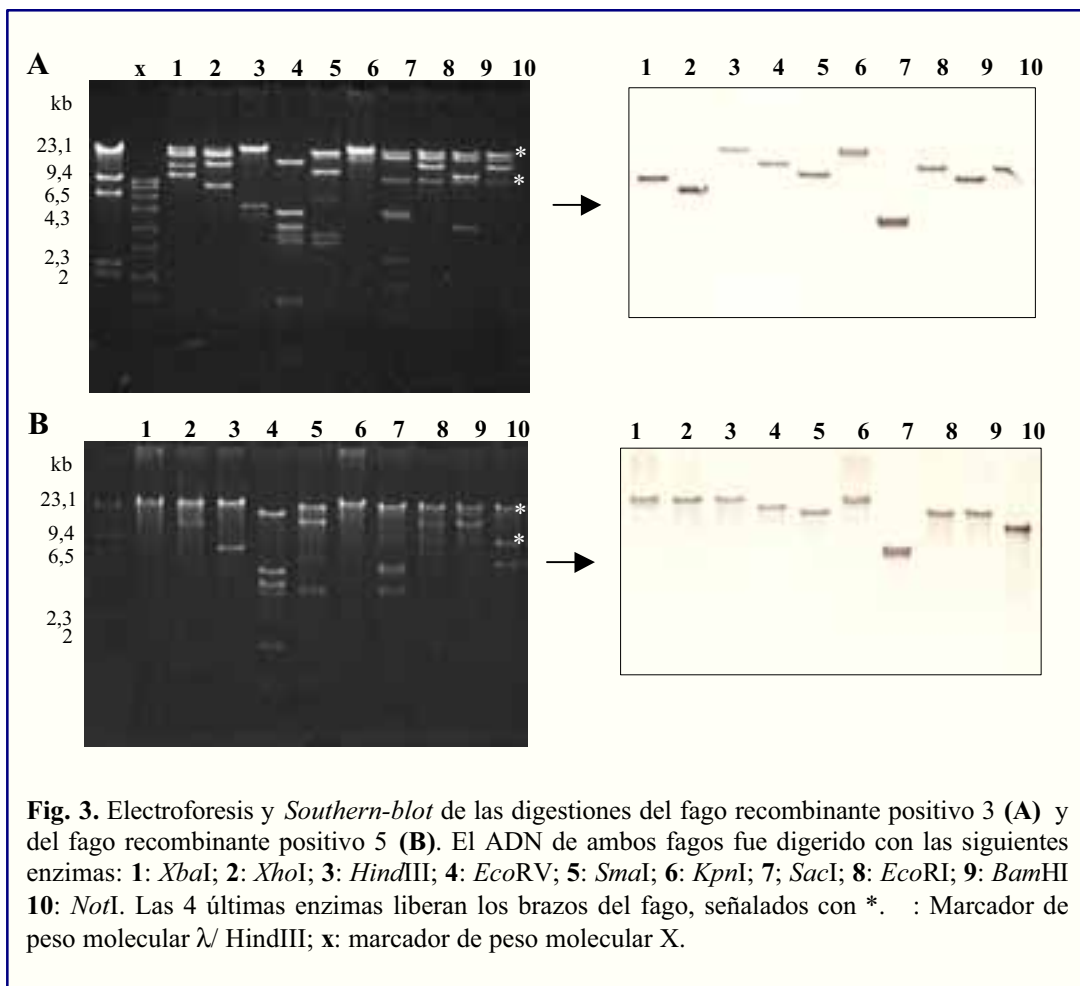 A
x 1 2 3 4 5 6 7 8 9 10
1 2 3 4 5 6 7 8 9 10
kb
23,1
9,4
6,5
4,3
2,3
2
*
*
B
1 2 3 4 5 6 7 8 9 10
1 2 3 4 5 6 7 8 9 10
kb
23,1
9,4
6,5
2,3
2
*
*
Fig. 3. Electroforesis y Southern-blot de las digestiones del fago recombinante positivo 3 (A) y
del fago recombinante positivo 5 (B). El ADN de ambos fagos fue digerido con las siguientes
enzimas: 1: XbaI; 2: XhoI; 3: HindIII; 4: EcoRV; 5: SmaI; 6: KpnI; 7; SacI; 8: EcoRI; 9: BamHI
10: NotI. Las 4 últimas enzimas liberan los brazos del fago, señalados con *. : Marcador de
peso molecular λ/ HindIII; x: marcador de peso molecular X.